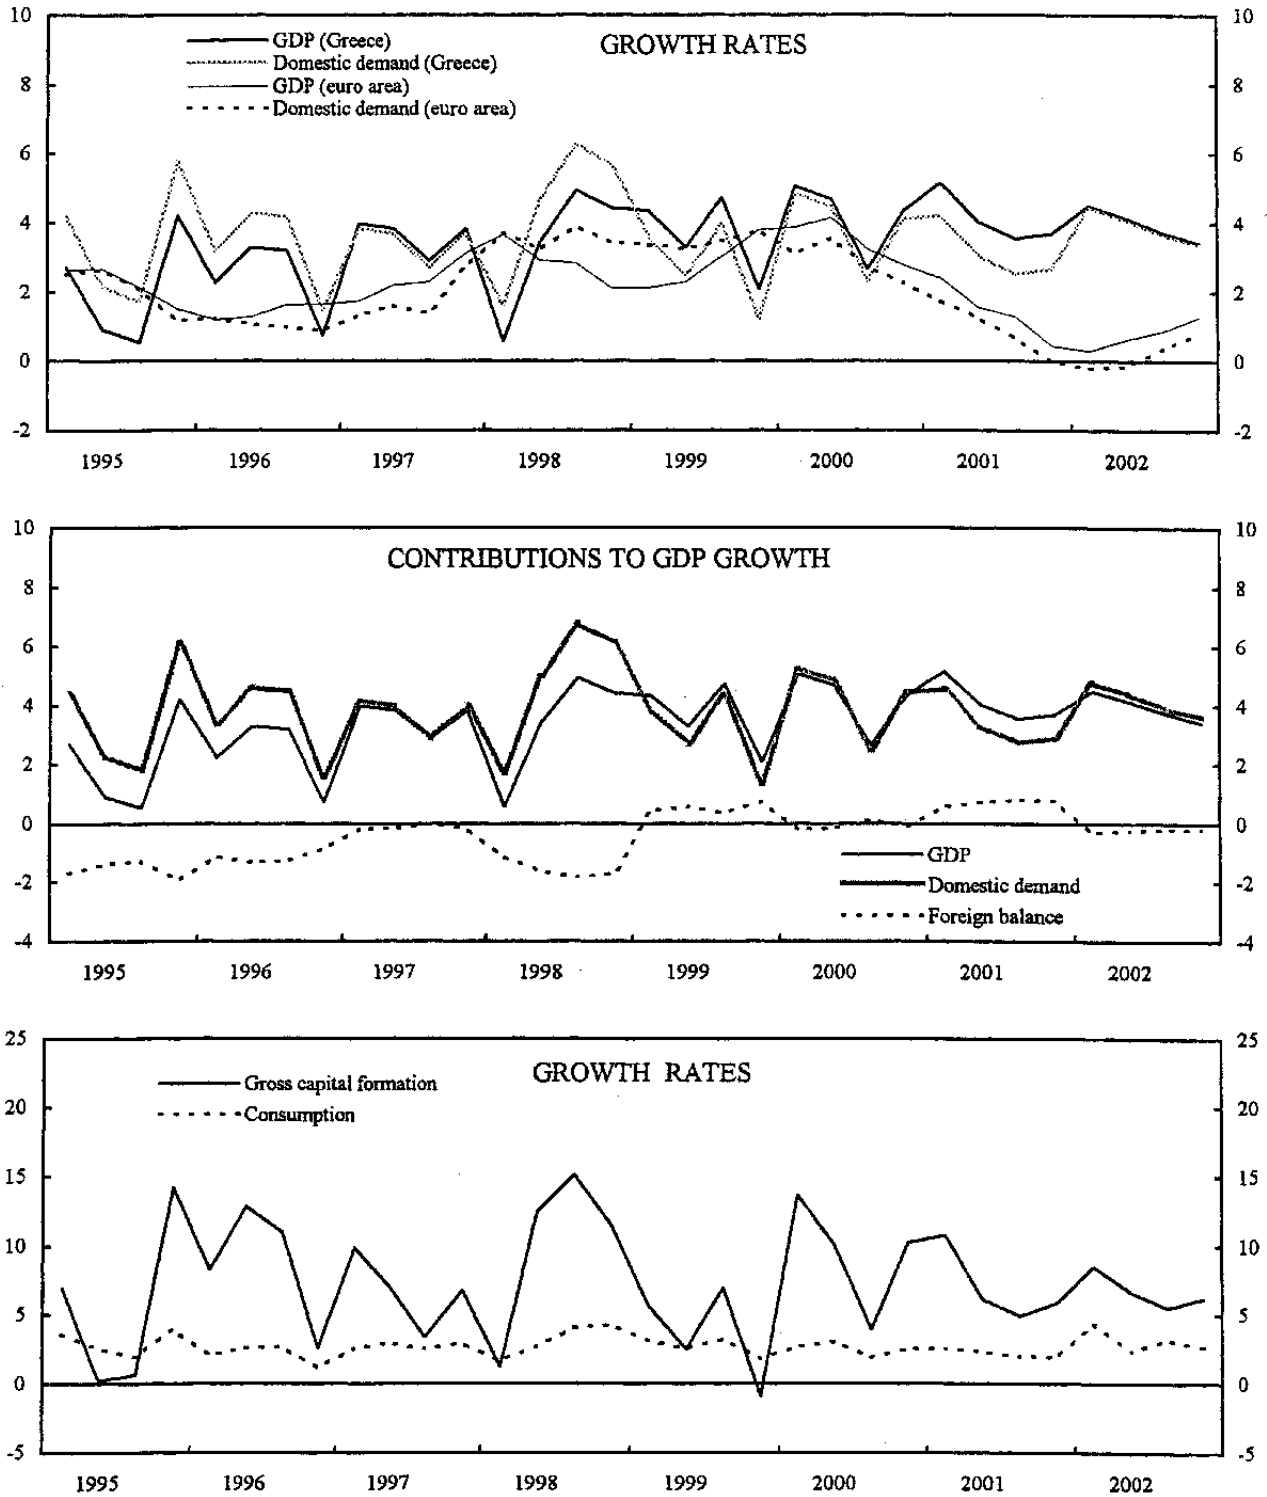 10 10
GROWTH RATES
GDP (Greece)
Domestic demand (Greece)
GDP (euro area)
Domestic demand (euro area)
8 8
6 6
4 4
2 2
0 0
-2 -2
1995 1996 1997 1998 1999 2000 2001 2002
10 10
CONTRIBUTIONS TO GDP GROWTH
8 8
6 6
4 4
2 2
0 0
GDP
-2 Domestic demand -2
Foreign balance
-4 -4
1995 1996 1997 1998 1999 2000 2001 2002
25 25
GROWTH RATES
Gross capital formation
20 20
Consumption
15 15
10 10
5 5
0 0
-5 -5
1995 1996 1997 1998 1999 2000 2001 2002